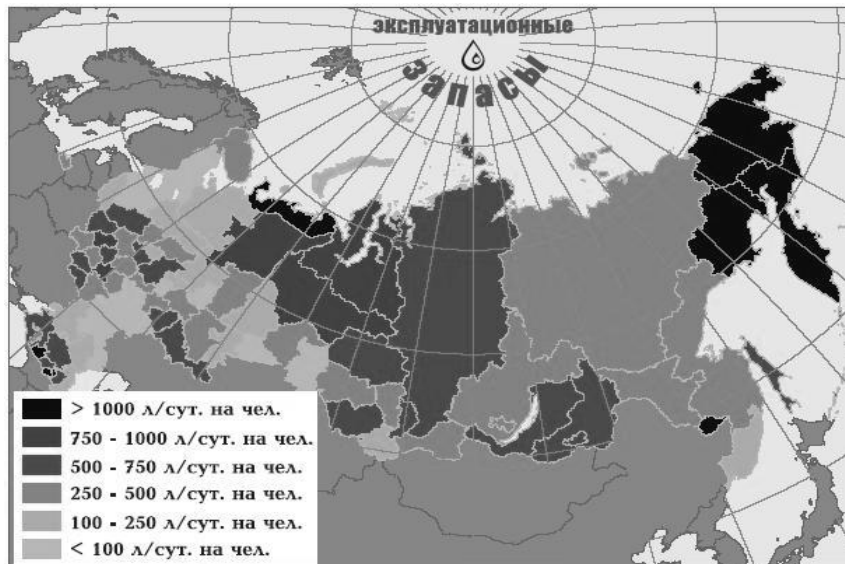 эксплуатационные
запасы
> 1000 л/сут. на чел.
750 - 1000 л/сут. на чел.
500 - 750 л/сут. на чел.
250 - 500 л/сут. на чел.
100 - 250 л/сут. на чел.
< 100 л/сут. на чел.